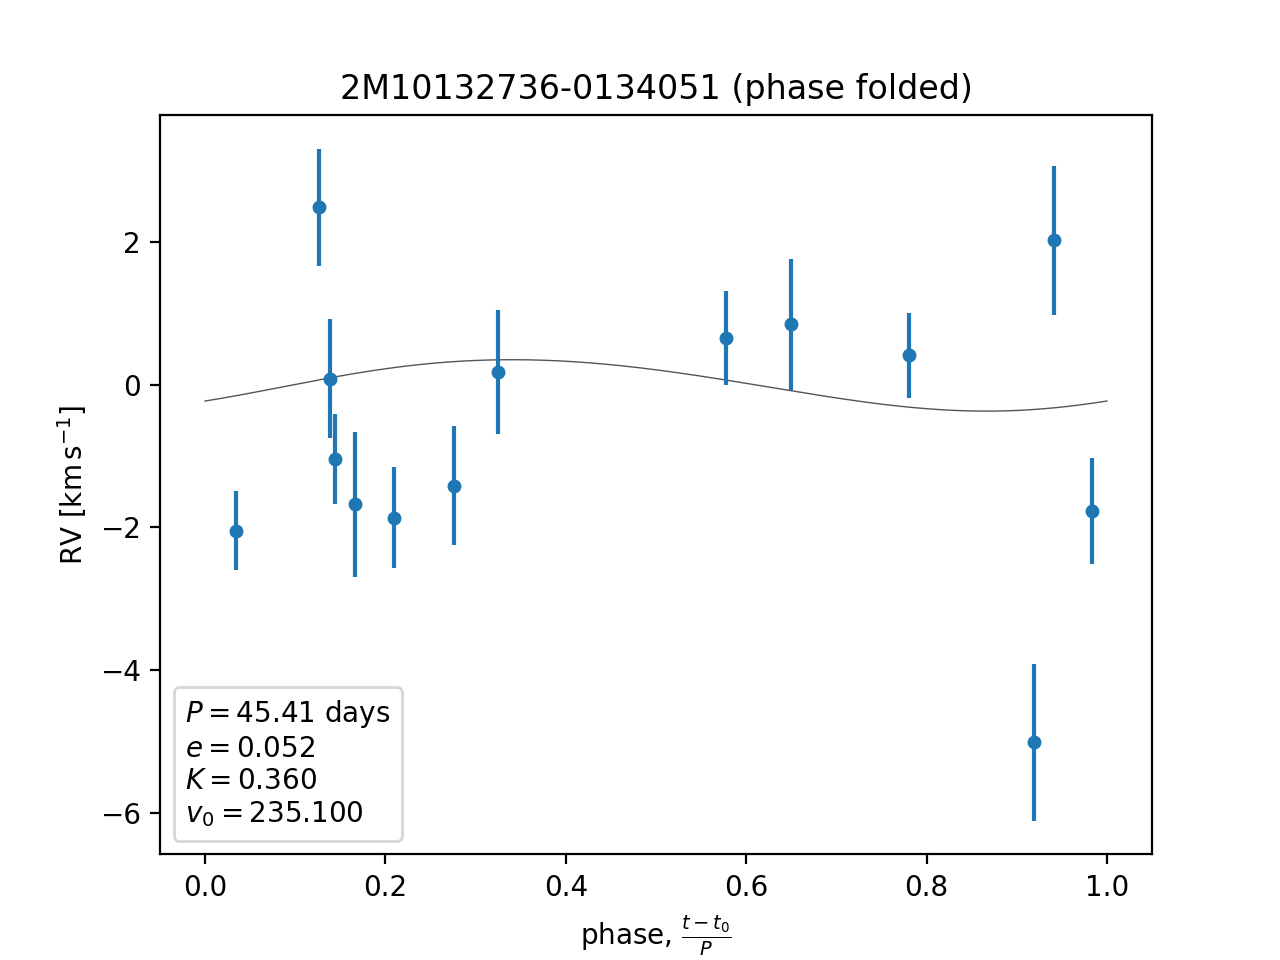 2M10132736-0134051 (phase folded)
2
0
−2
−4
−6
RV [km s⁻¹]
P = 45.41 days
e = 0.052
K = 0.360
v₀ = 235.100
0.0 0.2 0.4 0.6 0.8 1.0
phase, (t − t₀)/P